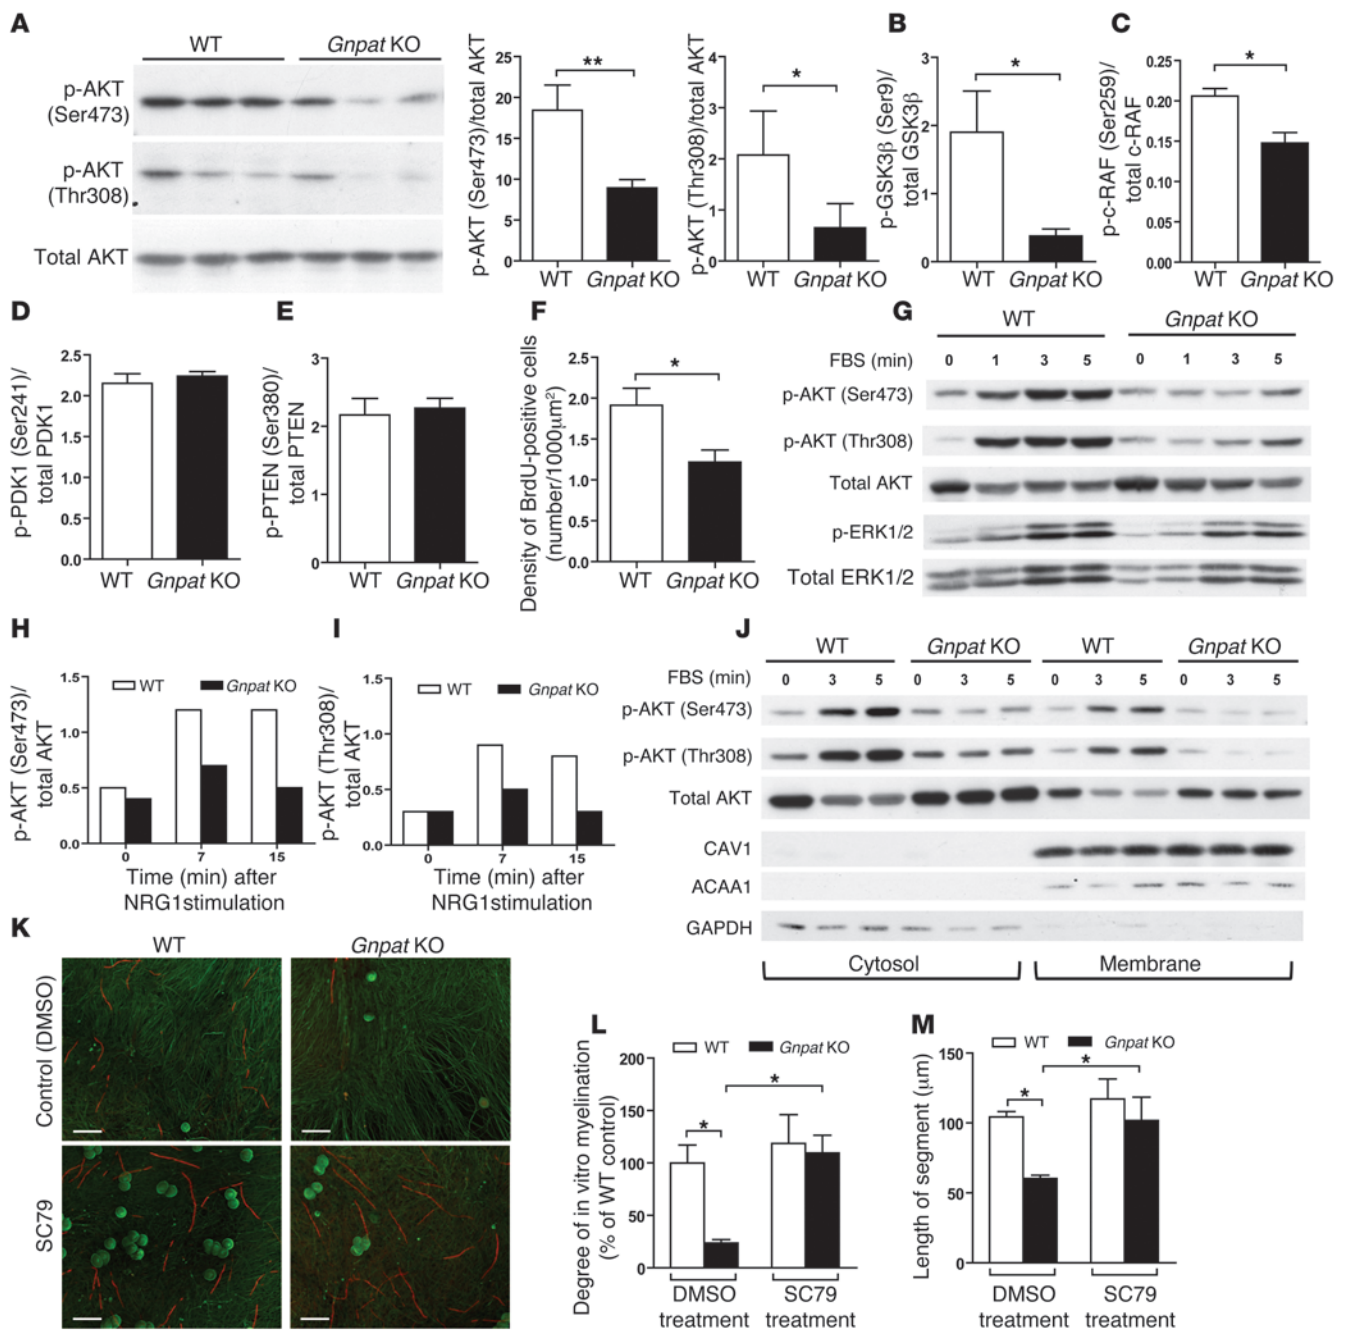 A
WT
Gnpat KO
p-AKT
(Ser473)
p-AKT
(Thr308)
Total AKT
p-AKT (Ser473)/total AKT
25
20
15
10
5
0
**
WT
Gnpat KO
p-AKT (Thr308)/total AKT
4
3
2
1
0
*
WT
Gnpat KO
B
p-GSK3β (Ser9)/
total GSK3β
3
2
1
0
*
WT
Gnpat KO
C
p-c-RAF (Ser259)/
total c-RAF
0.25
0.20
0.15
0.10
0.05
0.00
*
WT
Gnpat KO
D
p-PDK1 (Ser241)/
total PDK1
2.5
2.0
1.5
1.0
0.5
0.0
WT
Gnpat KO
E
p-PTEN (Ser380)/
total PTEN
3
2
1
0
WT
Gnpat KO
F
Density of BrdU-positive cells
(number/1000µm²)
2.5
2.0
1.5
1.0
0.5
0.0
*
WT
Gnpat KO
G
WT
Gnpat KO
FBS (min) 0 1 3 5 0 1 3 5
p-AKT (Ser473)
p-AKT (Thr308)
Total AKT
p-ERK1/2
Total ERK1/2
H
p-AKT (Ser473)/
total AKT
1.5
1.0
0.5
0.0
WT
Gnpat KO
0 7 15
Time (min) after
NRG1stimulation
I
p-AKT (Thr308)/
total AKT
1.5
1.0
0.5
0.0
WT
Gnpat KO
0 7 15
Time (min) after
NRG1stimulation
J
WT
Gnpat KO
WT
Gnpat KO
FBS (min) 0 3 5 0 3 5 0 3 5 0 3 5
p-AKT (Ser473)
p-AKT (Thr308)
Total AKT
CAV1
ACAA1
GAPDH
Cytosol
Membrane
K
WT
Gnpat KO
Control (DMSO)
SC79
L
WT
Gnpat KO
Degree of in vitro myelination
(% of WT control)
200
150
100
50
0
*
*
DMSO
treatment
SC79
treatment
M
WT
Gnpat KO
Length of segment (µm)
150
100
50
0
*
*
DMSO
treatment
SC79
treatment